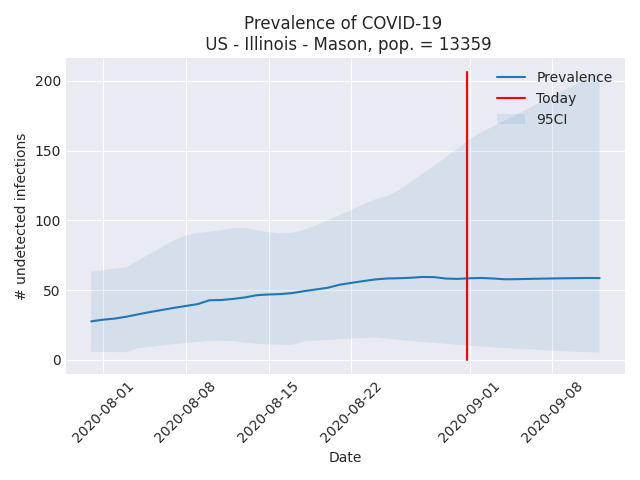 Prevalence of COVID-19
US - Illinois - Mason, pop. = 13359
Prevalence
Today
95CI
# undetected infections
200
150
100
50
0
2020-08-01
2020-08-08
2020-08-15
2020-08-22
2020-09-01
2020-09-08
Date